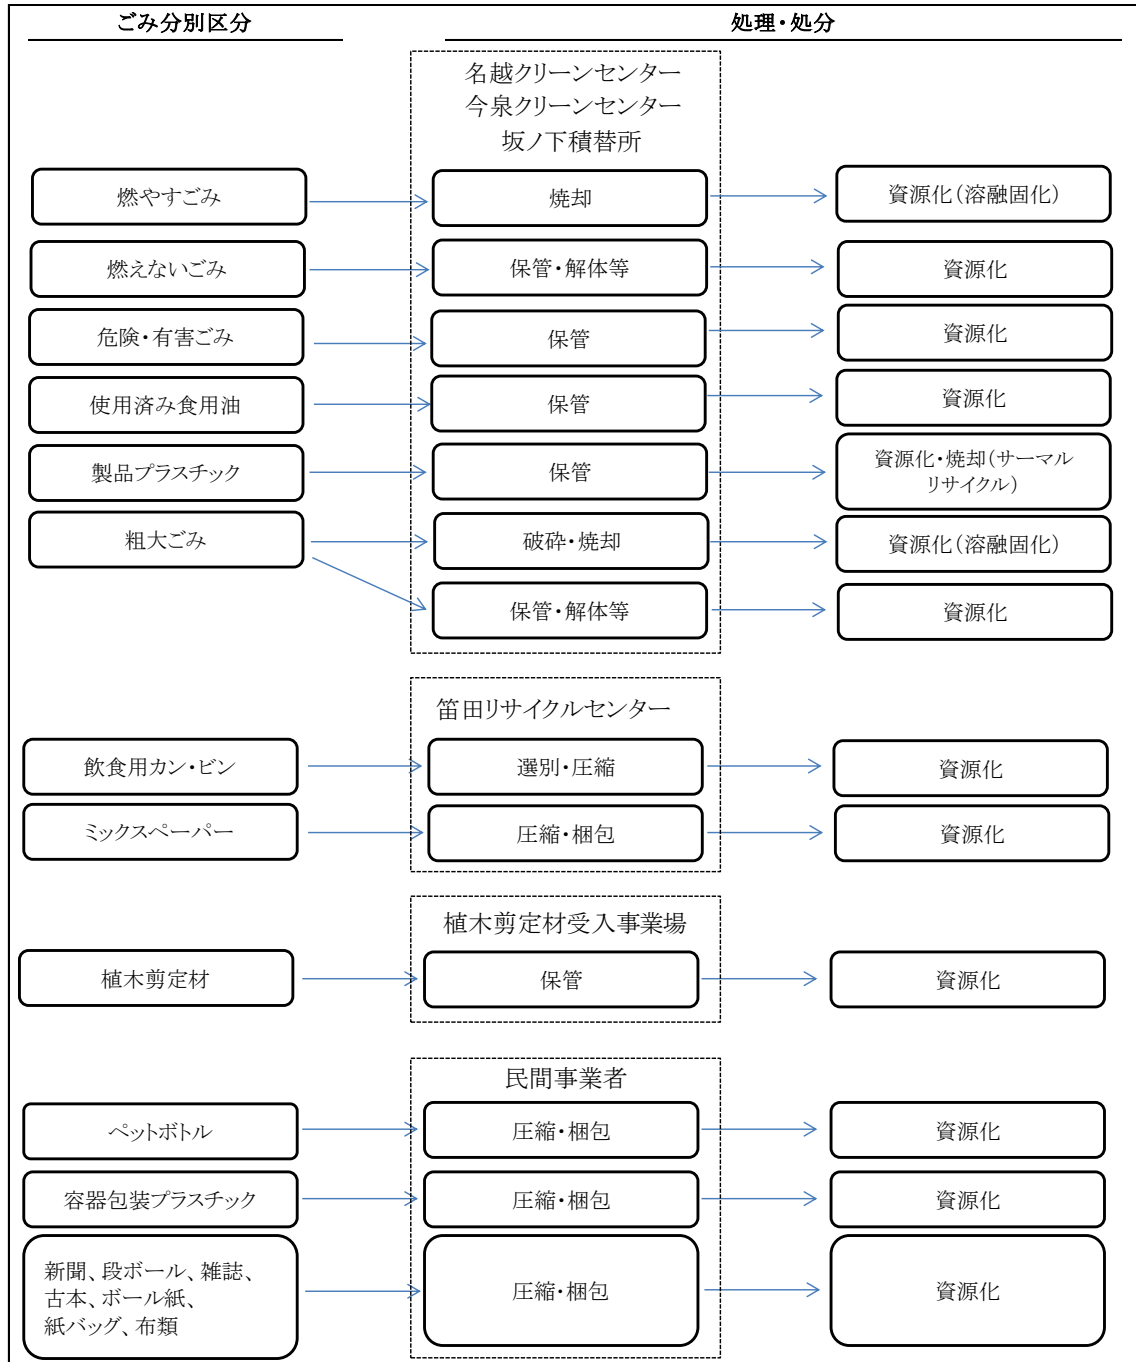 ごみ分別区分
処理・処分
名越クリーンセンター
今泉クリーンセンター
坂ノ下積替所
燃やすごみ
焼却
資源化(溶融固化)
燃えないごみ
保管・解体等
資源化
危険・有害ごみ
保管
資源化
使用済み食用油
保管
資源化
製品プラスチック
保管
資源化・焼却(サーマル
リサイクル)
粗大ごみ
破砕・焼却
資源化(溶融固化)
保管・解体等
資源化
笛田リサイクルセンター
飲食用カン・ビン
選別・圧縮
資源化
ミックスペーパー
圧縮・梱包
資源化
植木剪定材受入事業場
植木剪定材
保管
資源化
民間事業者
ペットボトル
圧縮・梱包
資源化
容器包装プラスチック
圧縮・梱包
資源化
新聞、段ボール、雑誌、
古本、ボール紙、
紙バッグ、布類
圧縮・梱包
資源化